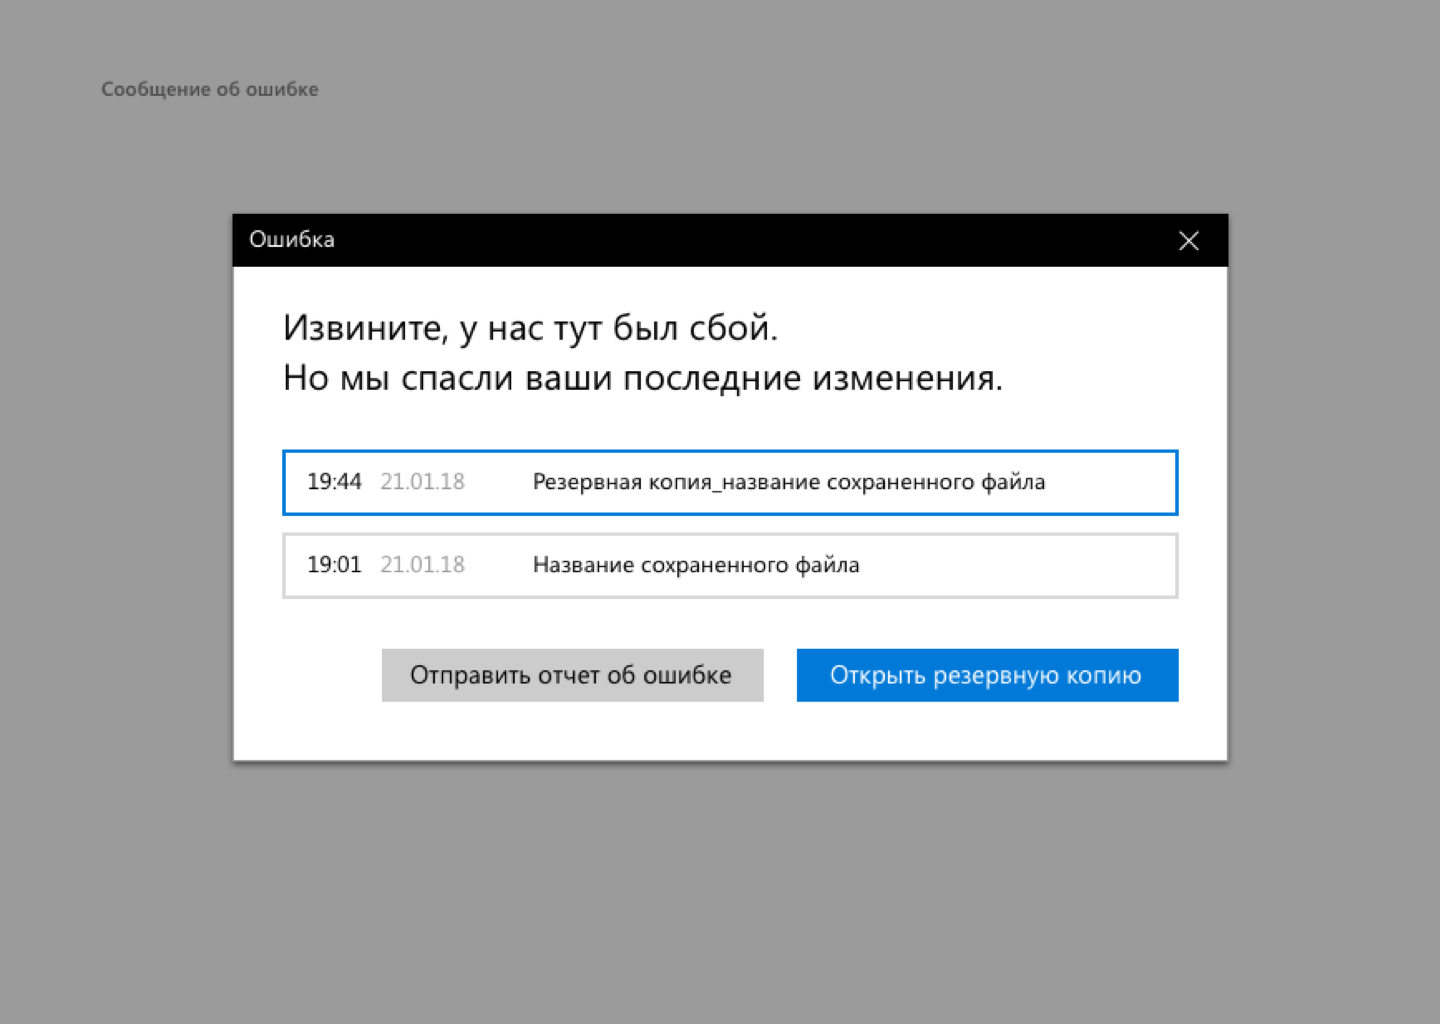 Сообщение об ошибке
Ошибка
Извините, у нас тут был сбой.
Но мы спасли ваши последние изменения.
19:44 21.01.18 Резервная копия_название сохраненного файла
19:01 21.01.18 Название сохраненного файла
Отправить отчет об ошибке Открыть резервную копию